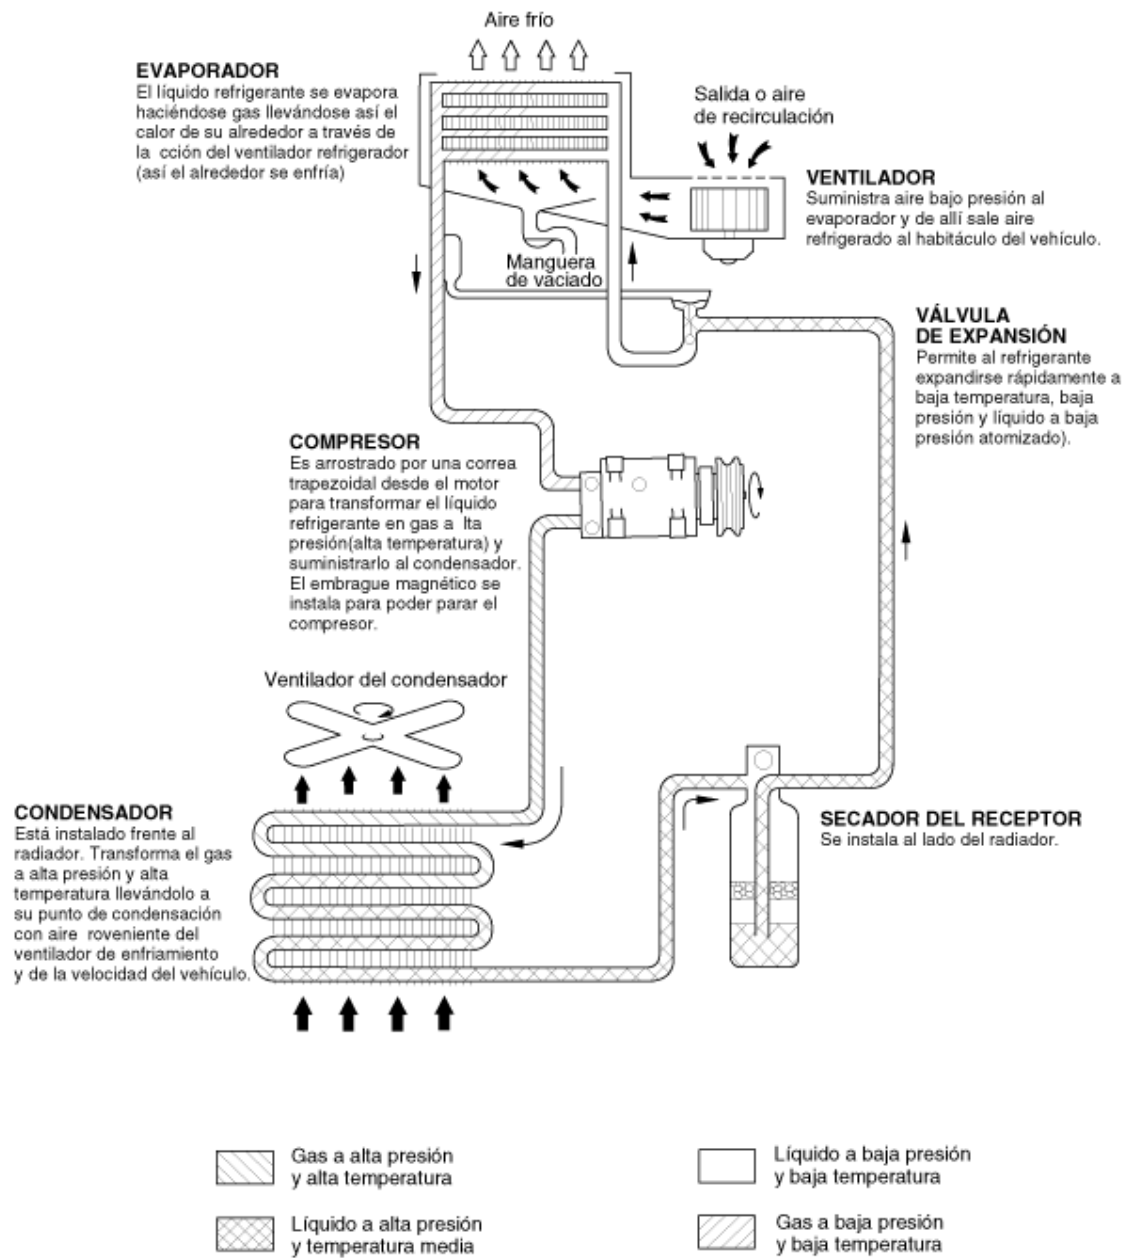 Aire frío
EVAPORADOR
El líquido refrigerante se evapora
haciéndose gas llevándose así el
calor de su alrededor a través de
la cción del ventilador refrigerador
(así el alrededor se enfría)
Salida o aire
de recirculación
VENTILADOR
Suministra aire bajo presión al
evaporador y de allí sale aire
refrigerado al habitáculo del vehículo.
Manguera
de vaciado
VÁLVULA
DE EXPANSIÓN
Permite al refrigerante
expandirse rápidamente a
baja temperatura, baja
presión y líquido a baja
presión atomizado).
COMPRESOR
Es arrostrado por una correa
trapezoidal desde el motor
para transformar el líquido
refrigerante en gas a lta
presión(alta temperatura) y
suministrarlo al condensador.
El embrague magnético se
instala para poder parar el
compresor.
Ventilador del condensador
CONDENSADOR
Está instalado frente al
radiador. Transforma el gas
a alta presión y alta
temperatura llevándolo a
su punto de condensación
con aire roveniente del
ventilador de enfriamiento
y de la velocidad del vehículo.
SECADOR DEL RECEPTOR
Se instala al lado del radiador.
Gas a alta presión
y alta temperatura
Líquido a baja presión
y baja temperatura
Líquido a alta presión
y temperatura media
Gas a baja presión
y baja temperatura